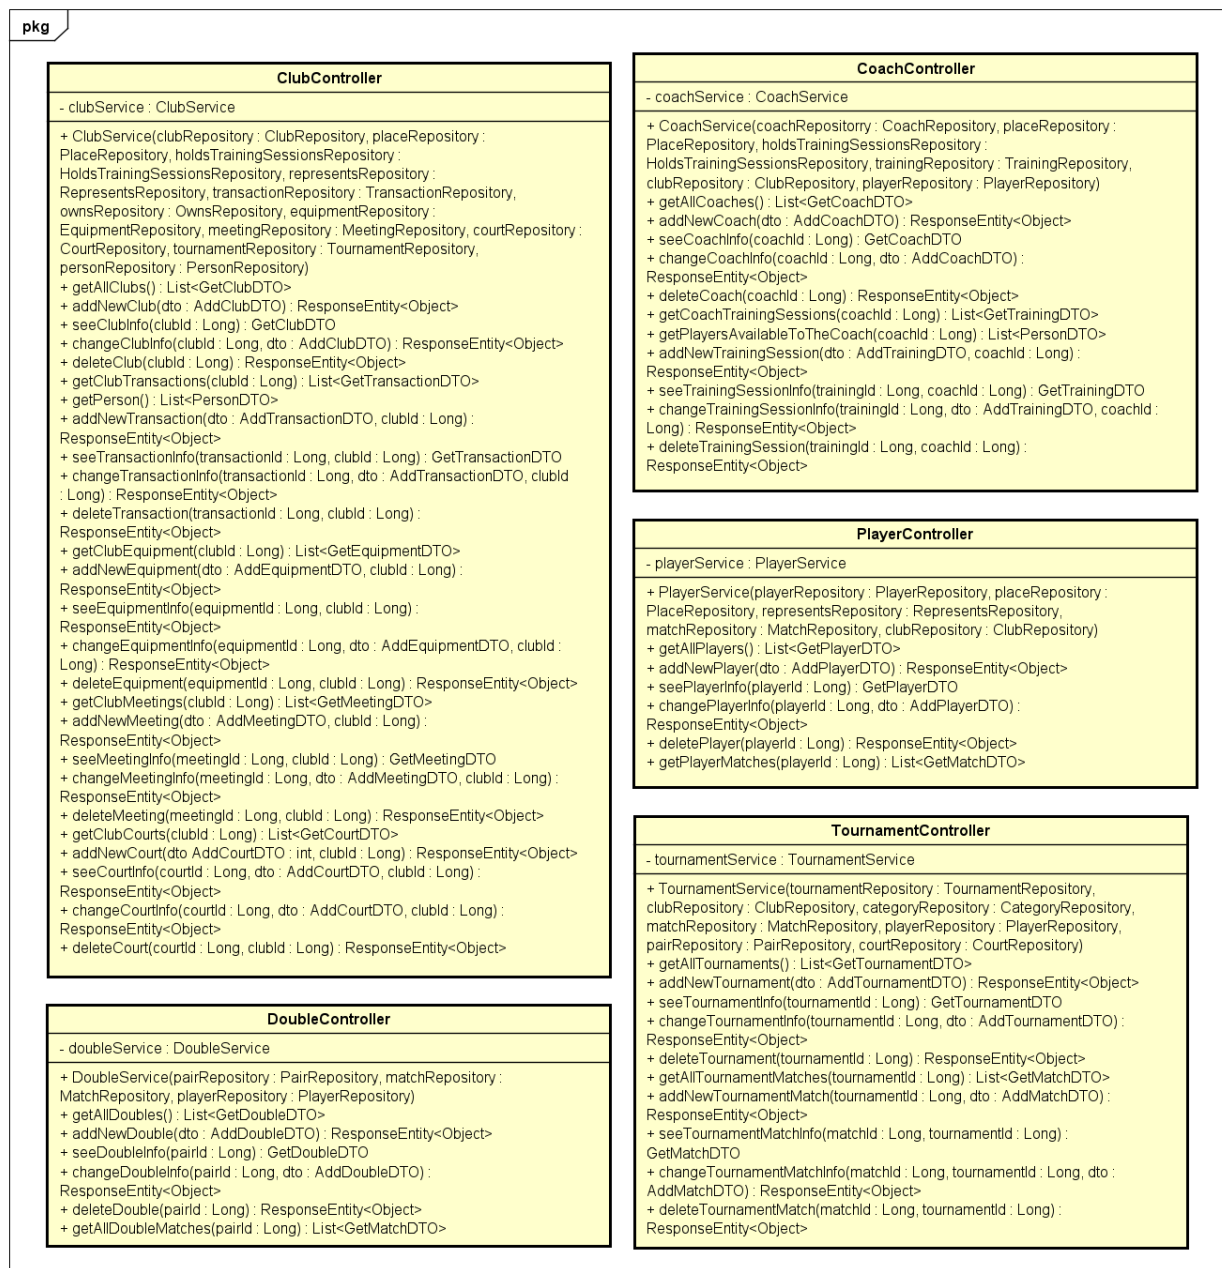 pkg
ClubController
- clubService : ClubService
+ ClubService(clubRepository : ClubRepository, placeRepository :
PlaceRepository, holdsTrainingSessionsRepository :
HoldsTrainingSessionsRepository, representsRepository :
RepresentsRepository, transactionRepository : TransactionRepository,
ownsRepository : OwnsRepository, equipmentRepository :
EquipmentRepository, meetingRepository : MeetingRepository, courtRepository :
CourtRepository, tournamentRepository : TournamentRepository,
personRepository : PersonRepository)
+ getAllClubs() : List<GetClubDTO>
+ addNewClub(dto : AddClubDTO) : ResponseEntity<Object>
+ seeClubInfo(clubId : Long) : GetClubDTO
+ changeClubInfo(clubId : Long, dto : AddClubDTO) : ResponseEntity<Object>
+ deleteClub(clubId : Long) : ResponseEntity<Object>
+ getClubTransactions(clubId : Long) : List<GetTransactionDTO>
+ getPerson() : List<PersonDTO>
+ addNewTransaction(dto : AddTransactionDTO, clubId : Long) :
ResponseEntity<Object>
+ seeTransactionInfo(transactionId : Long, clubId : Long) : GetTransactionDTO
+ changeTransactionInfo(transactionId : Long, dto : AddTransactionDTO, clubId
: Long) : ResponseEntity<Object>
+ deleteTransaction(transactionId : Long, clubId : Long) :
ResponseEntity<Object>
+ getClubEquipment(clubId : Long) : List<GetEquipmentDTO>
+ addNewEquipment(dto : AddEquipmentDTO, clubId : Long) :
ResponseEntity<Object>
+ seeEquipmentInfo(equipmentId : Long, clubId : Long) :
ResponseEntity<Object>
+ changeEquipmentInfo(equipmentId : Long, dto : AddEquipmentDTO, clubId :
Long) : ResponseEntity<Object>
+ deleteEquipment(equipmentId : Long, clubId : Long) : ResponseEntity<Object>
+ getClubMeetings(clubId : Long) : List<GetMeetingDTO>
+ addNewMeeting(dto : AddMeetingDTO, clubId : Long) :
ResponseEntity<Object>
+ seeMeetingInfo(meetingId : Long, clubId : Long) : GetMeetingDTO
+ changeMeetingInfo(meetingId : Long, dto : AddMeetingDTO, clubId : Long) :
ResponseEntity<Object>
+ deleteMeeting(meetingId : Long, clubId : Long) : ResponseEntity<Object>
+ getClubCourts(clubId : Long) : List<GetCourtDTO>
+ addNewCourt(dto AddCourtDTO : int, clubId : Long) : ResponseEntity<Object>
+ seeCourtInfo(courtId : Long, dto : AddCourtDTO, clubId : Long) :
ResponseEntity<Object>
+ changeCourtInfo(courtId : Long, dto : AddCourtDTO, clubId : Long) :
ResponseEntity<Object>
+ deleteCourt(courtId : Long, clubId : Long) : ResponseEntity<Object>
DoubleController
- doubleService : DoubleService
+ DoubleService(pairRepository : PairRepository, matchRepository :
MatchRepository, playerRepository : PlayerRepository)
+ getAllDoubles() : List<GetDoubleDTO>
+ addNewDouble(dto : AddDoubleDTO) : ResponseEntity<Object>
+ seeDoubleInfo(pairId : Long) : GetDoubleDTO
+ changeDoubleInfo(pairId : Long, dto : AddDoubleDTO) :
ResponseEntity<Object>
+ deleteDouble(pairId : Long) : ResponseEntity<Object>
+ getAllDoubleMatches(pairId : Long) : List<GetMatchDTO>
CoachController
- coachService : CoachService
+ CoachService(coachRepositorry : CoachRepository, placeRepository :
PlaceRepository, holdsTrainingSessionsRepository :
HoldsTrainingSessionsRepository, trainingRepository : TrainingRepository,
clubRepository : ClubRepository, playerRepository : PlayerRepository)
+ getAllCoaches() : List<GetCoachDTO>
+ addNewCoach(dto : AddCoachDTO) : ResponseEntity<Object>
+ seeCoachInfo(coachId : Long) : GetCoachDTO
+ changeCoachInfo(coachId : Long, dto : AddCoachDTO) :
ResponseEntity<Object>
+ deleteCoach(coachId : Long) : ResponseEntity<Object>
+ getCoachTrainingSessions(coachId : Long) : List<GetTrainingDTO>
+ getPlayersAvailableToTheCoach(coachId : Long) : List<PersonDTO>
+ addNewTrainingSession(dto : AddTrainingDTO, coachId : Long) :
ResponseEntity<Object>
+ seeTrainingSessionInfo(trainingId : Long, coachId : Long) : GetTrainingDTO
+ changeTrainingSessionInfo(trainingId : Long, dto : AddTrainingDTO, coachId :
Long) : ResponseEntity<Object>
+ deleteTrainingSession(trainingId : Long, coachId : Long) :
ResponseEntity<Object>
PlayerController
- playerService : PlayerService
+ PlayerService(playerRepository : PlayerRepository, placeRepository :
PlaceRepository, representsRepository : RepresentsRepository,
matchRepository : MatchRepository, clubRepository : ClubRepository)
+ getAllPlayers() : List<GetPlayerDTO>
+ addNewPlayer(dto : AddPlayerDTO) : ResponseEntity<Object>
+ seePlayerInfo(playerId : Long) : GetPlayerDTO
+ changePlayerInfo(playerId : Long, dto : AddPlayerDTO) :
ResponseEntity<Object>
+ deletePlayer(playerId : Long) : ResponseEntity<Object>
+ getPlayerMatches(playerId : Long) : List<GetMatchDTO>
TournamentController
- tournamentService : TournamentService
+ TournamentService(tournamentRepository : TournamentRepository,
clubRepository : ClubRepository, categoryRepository : CategoryRepository,
matchRepository : MatchRepository, playerRepository : PlayerRepository,
pairRepository : PairRepository, courtRepository : CourtRepository)
+ getAllTournaments() : List<GetTournamentDTO>
+ addNewTournament(dto : AddTournamentDTO) : ResponseEntity<Object>
+ seeTournamentInfo(tournamentId : Long) : GetTournamentDTO
+ changeTournamentInfo(tournamentId : Long, dto : AddTournamentDTO) :
ResponseEntity<Object>
+ deleteTournament(tournamentId : Long) : ResponseEntity<Object>
+ getAllTournamentMatches(tournamentId : Long) : List<GetMatchDTO>
+ addNewTournamentMatch(tournamentId : Long, dto : AddMatchDTO) :
ResponseEntity<Object>
+ seeTournamentMatchInfo(matchId : Long, tournamentId : Long) :
GetMatchDTO
+ changeTournamentMatchInfo(matchId : Long, tournamentId : Long, dto :
AddMatchDTO) : ResponseEntity<Object>
+ deleteTournamentMatch(matchId : Long, tournamentId : Long) :
ResponseEntity<Object>